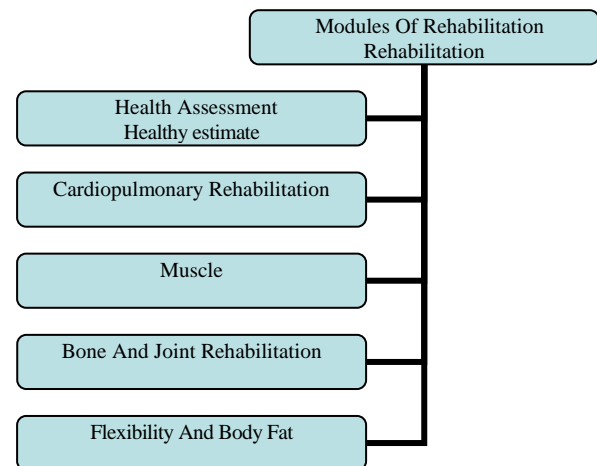 Modules Of Rehabilitation
Rehabilitation
Health Assessment
Healthy estimate
Cardiopulmonary Rehabilitation
Muscle
Bone And Joint Rehabilitation
Flexibility And Body Fat